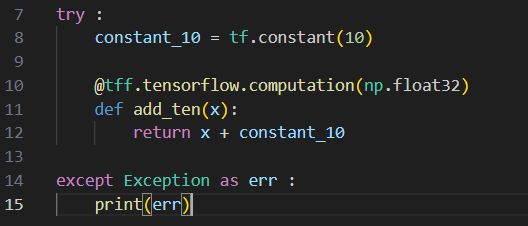 7 try :
8     constant_10 = tf.constant(10)
9
10     @tff.tensorflow.computation(np.float32)
11     def add_ten(x):
12         return x + constant_10
13
14 except Exception as err :
15     print(err)